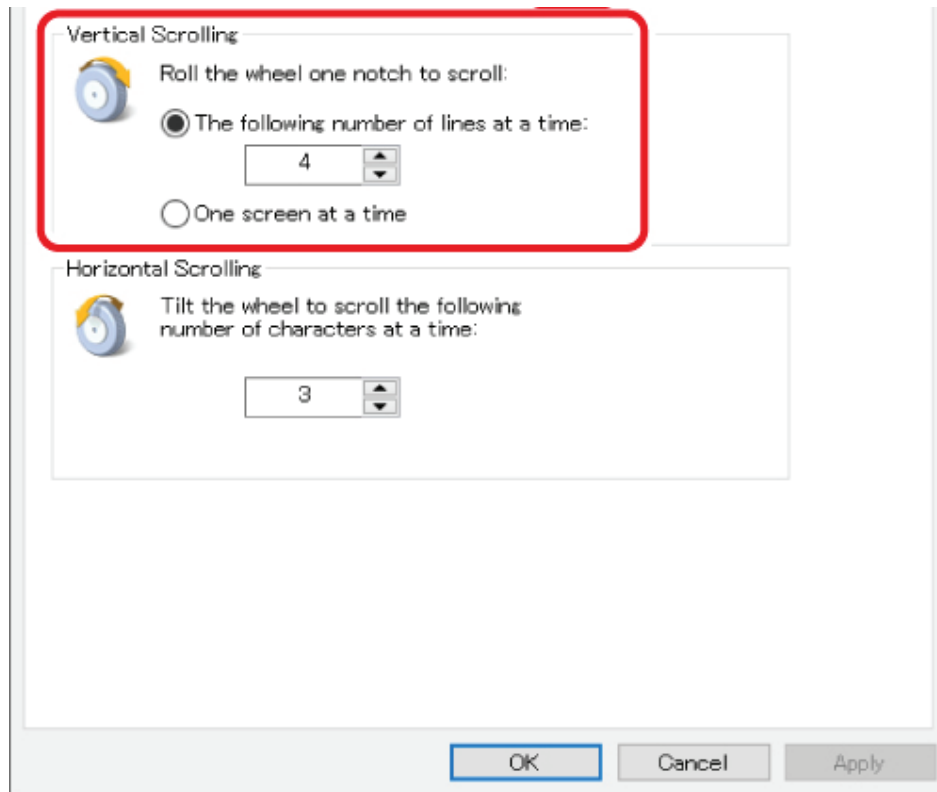 Vertical Scrolling
Roll the wheel one notch to scroll:
The following number of lines at a time:
4
One screen at a time
Horizontal Scrolling
Tilt the wheel to scroll the following
number of characters at a time:
3
OK
Cancel
Apply